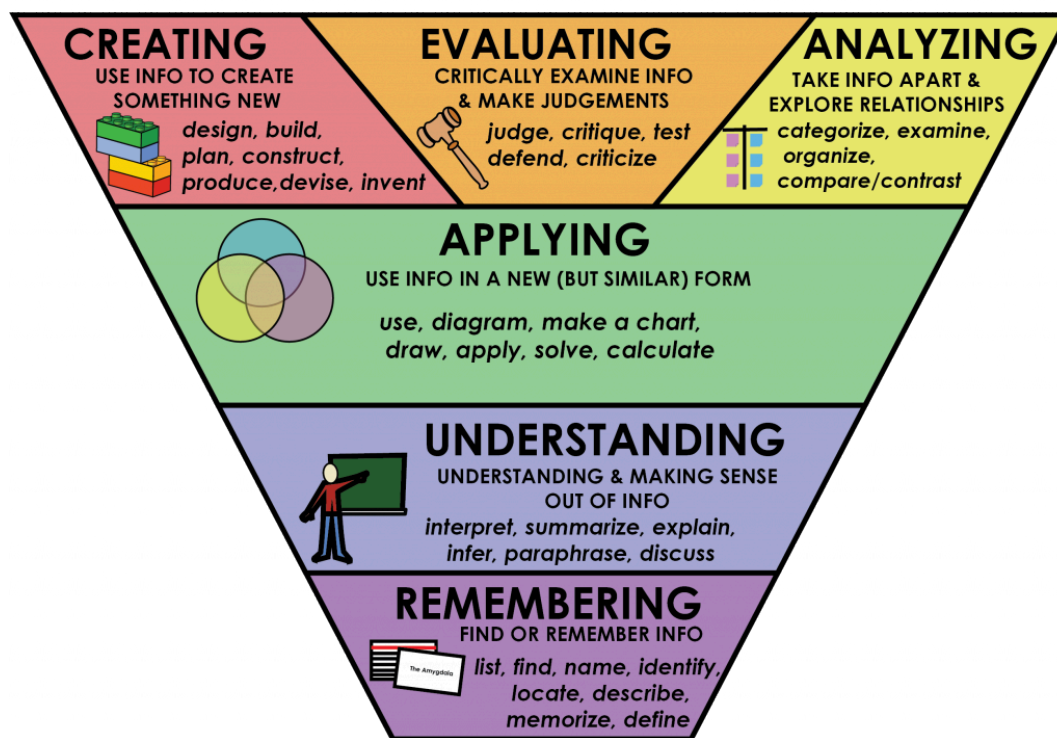 CREATING
USE INFO TO CREATE
SOMETHING NEW
design, build,
plan, construct,
produce,devise, invent
EVALUATING
CRITICALLY EXAMINE INFO
& MAKE JUDGEMENTS
judge, critique, test
defend, criticize
ANALYZING
TAKE INFO APART &
EXPLORE RELATIONSHIPS
categorize, examine,
organize,
compare/contrast
APPLYING
USE INFO IN A NEW (BUT SIMILAR) FORM
use, diagram, make a chart,
draw, apply, solve, calculate
UNDERSTANDING
UNDERSTANDING & MAKING SENSE
OUT OF INFO
interpret, summarize, explain,
infer, paraphrase, discuss
REMEMBERING
FIND OR REMEMBER INFO
The Amygdala
list, find, name, identify,
locate, describe,
memorize, define